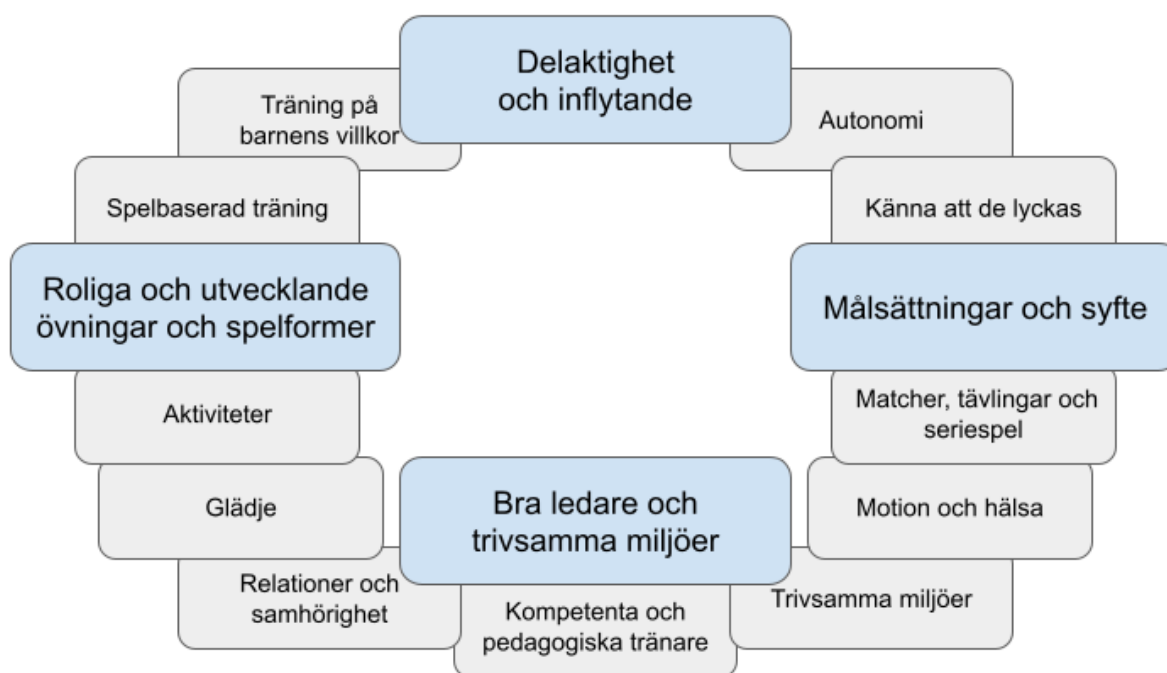 Delaktighet
och inflytande
Träning på
barnens villkor
Autonomi
Spelbaserad träning
Känna att de lyckas
Roliga och utvecklande
övningar och spelformer
Målsättningar och syfte
Aktiviteter
Matcher, tävlingar och
seriespel
Glädje
Bra ledare och
trivsamma miljöer
Motion och hälsa
Relationer och
samhörighet
Kompetenta och
pedagogiska tränare
Trivsamma miljöer